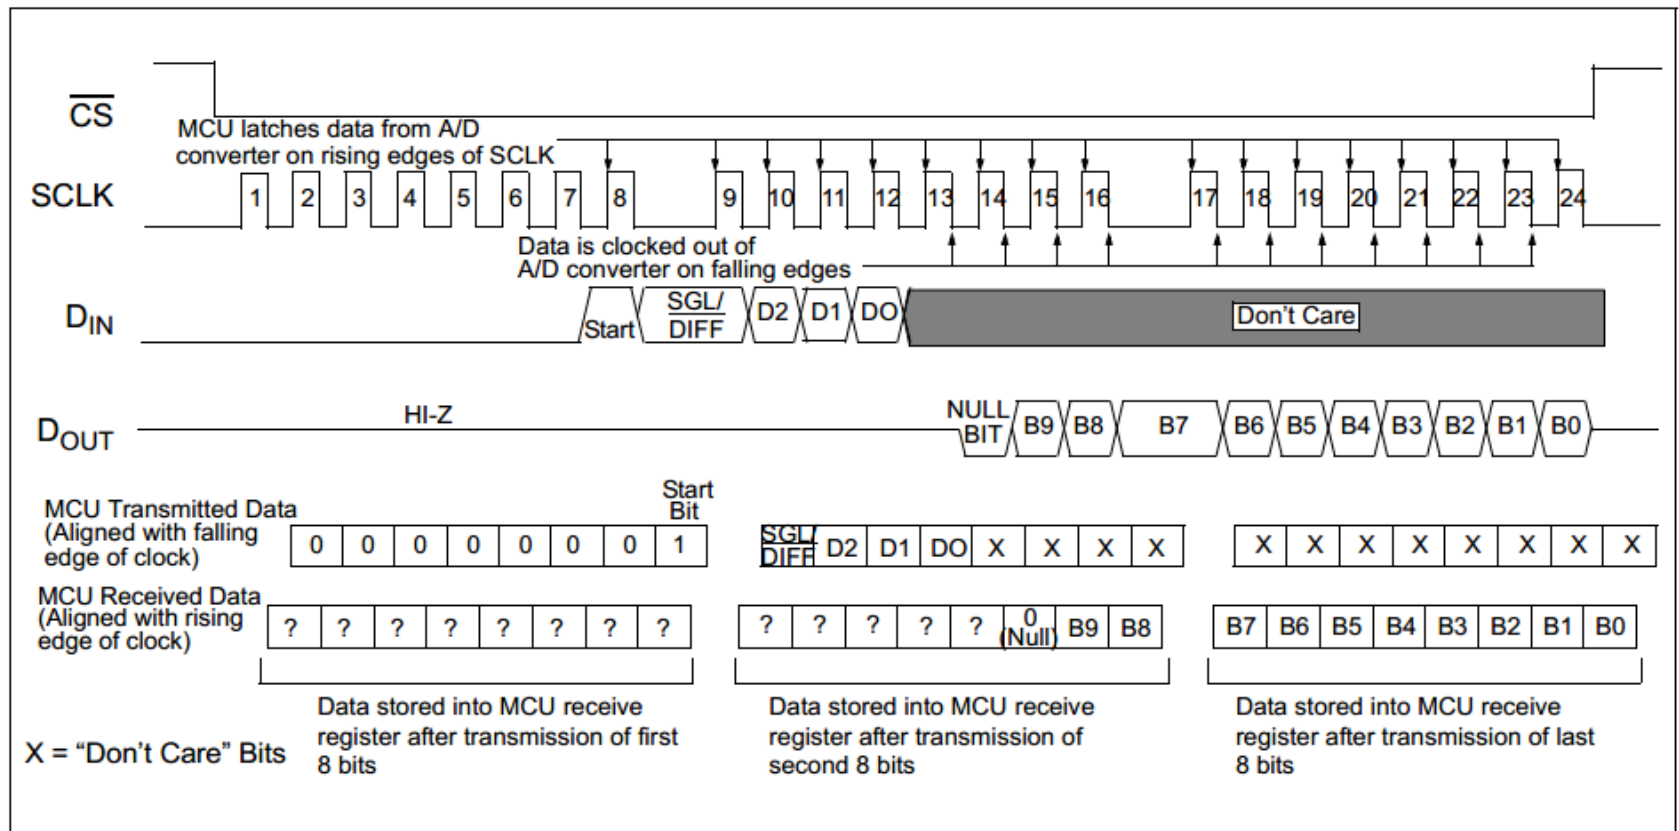 CS
MCU latches data from A/D
converter on rising edges of SCLK
SCLK
1 2 3 4 5 6 7 8 9 10 11 12 13 14 15 16 17 18 19 20 21 22 23 24
Data is clocked out of
A/D converter on falling edges
DIN
Start SGL/DIFF D2 D1 DO Don't Care
HI-Z
DOUT
NULL BIT B9 B8 B7 B6 B5 B4 B3 B2 B1 B0
Start
Bit
MCU Transmitted Data
(Aligned with falling
edge of clock)
0 0 0 0 0 0 0 1 SGL/DIFF D2 D1 DO X X X X X X X X X X X X
MCU Received Data
(Aligned with rising
edge of clock)
? ? ? ? ? ? ? ? ? ? ? ? ? 0 (Null) B9 B8 B7 B6 B5 B4 B3 B2 B1 B0
Data stored into MCU receive
register after transmission of first
8 bits
Data stored into MCU receive
register after transmission of
second 8 bits
Data stored into MCU receive
register after transmission of last
8 bits
X = “Don’t Care” Bits